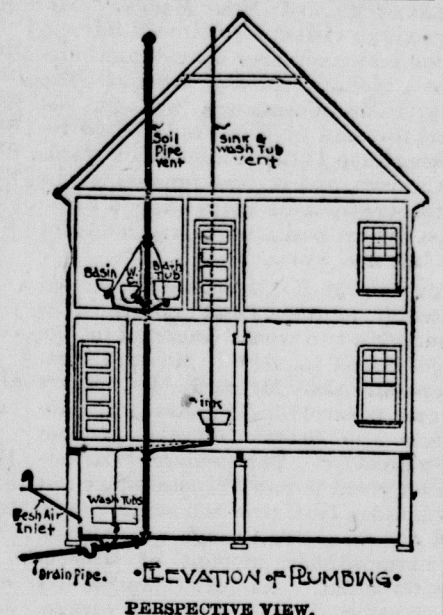 Soil
Pipe
vent
sink &
wash Tub
vent
Basin
W.
Bath
Tub
sink
Wash Tubs
Fresh Air
Inlet
Drain pipe.
• ELEVATION OF PLUMBING •
PERSPECTIVE VIEW.